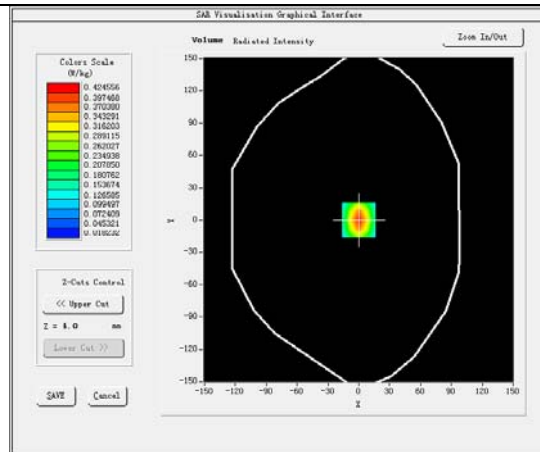 SAR Visualisation Graphical Interface
Volume Radiated Intensity
Zoom In/Out
Colors Scale
(W/kg)
0.424556
0.397468
0.370380
0.343291
0.316203
0.289115
0.262027
0.234938
0.207850
0.180762
0.153674
0.126585
0.099497
0.072409
0.045321
0.018232
Z-Cuts Control
<< Upper Cut
Z = 4.0 mm
Lower Cut >>
SAVE Cancel
150
120
90
60
30
0
-30
-60
-90
-120
-150
Y
-150 -120 -90 -60 -30 0 30 60 90 120 150
X